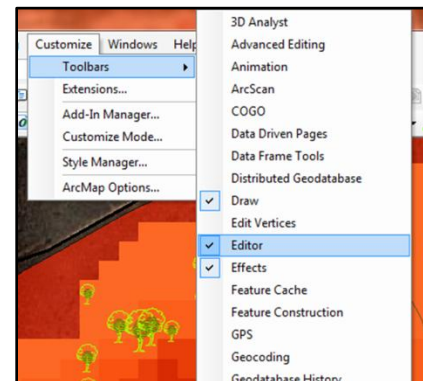 Customize Windows Help
Toolbars
Extensions...
Add-In Manager...
Customize Mode...
Style Manager...
ArcMap Options...
3D Analyst
Advanced Editing
Animation
ArcScan
COGO
Data Driven Pages
Data Frame Tools
Distributed Geodatabase
Draw
Edit Vertices
Editor
Effects
Feature Cache
Feature Construction
GPS
Geocoding
Geodatabase History